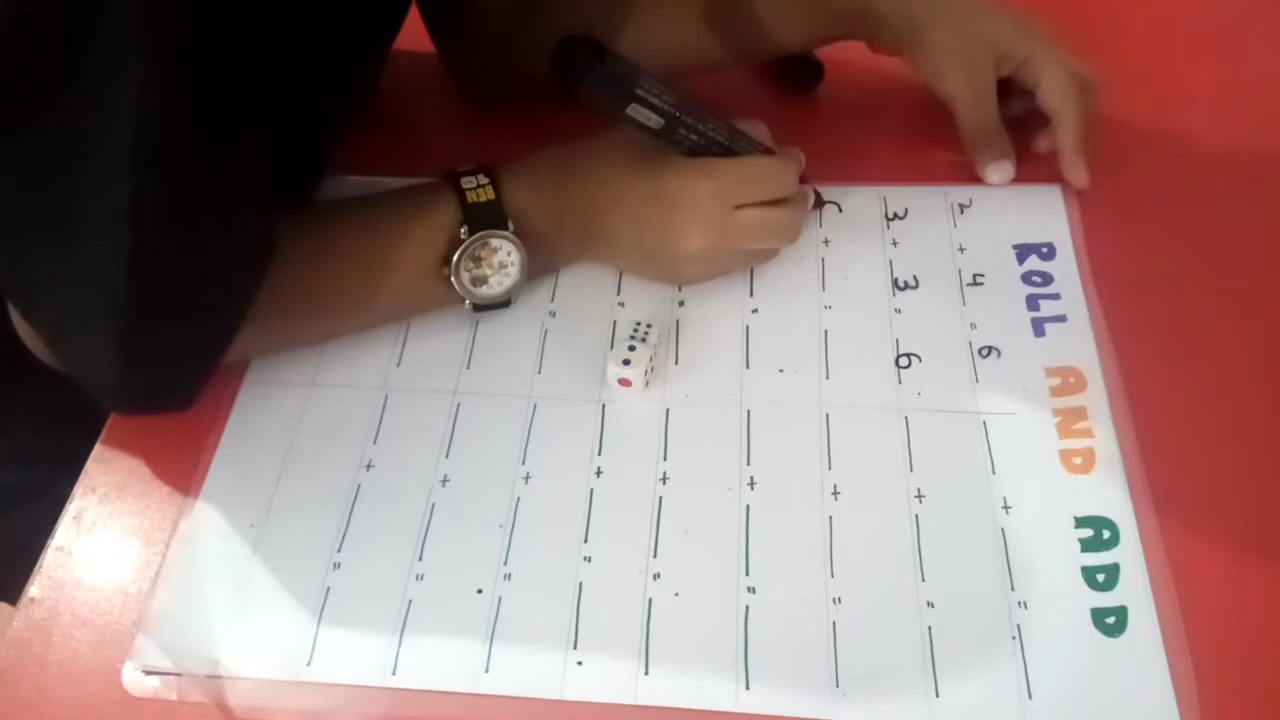 ROLL AND ADD
2 + 4 = 6
3 + 3 = 6
BEN 10